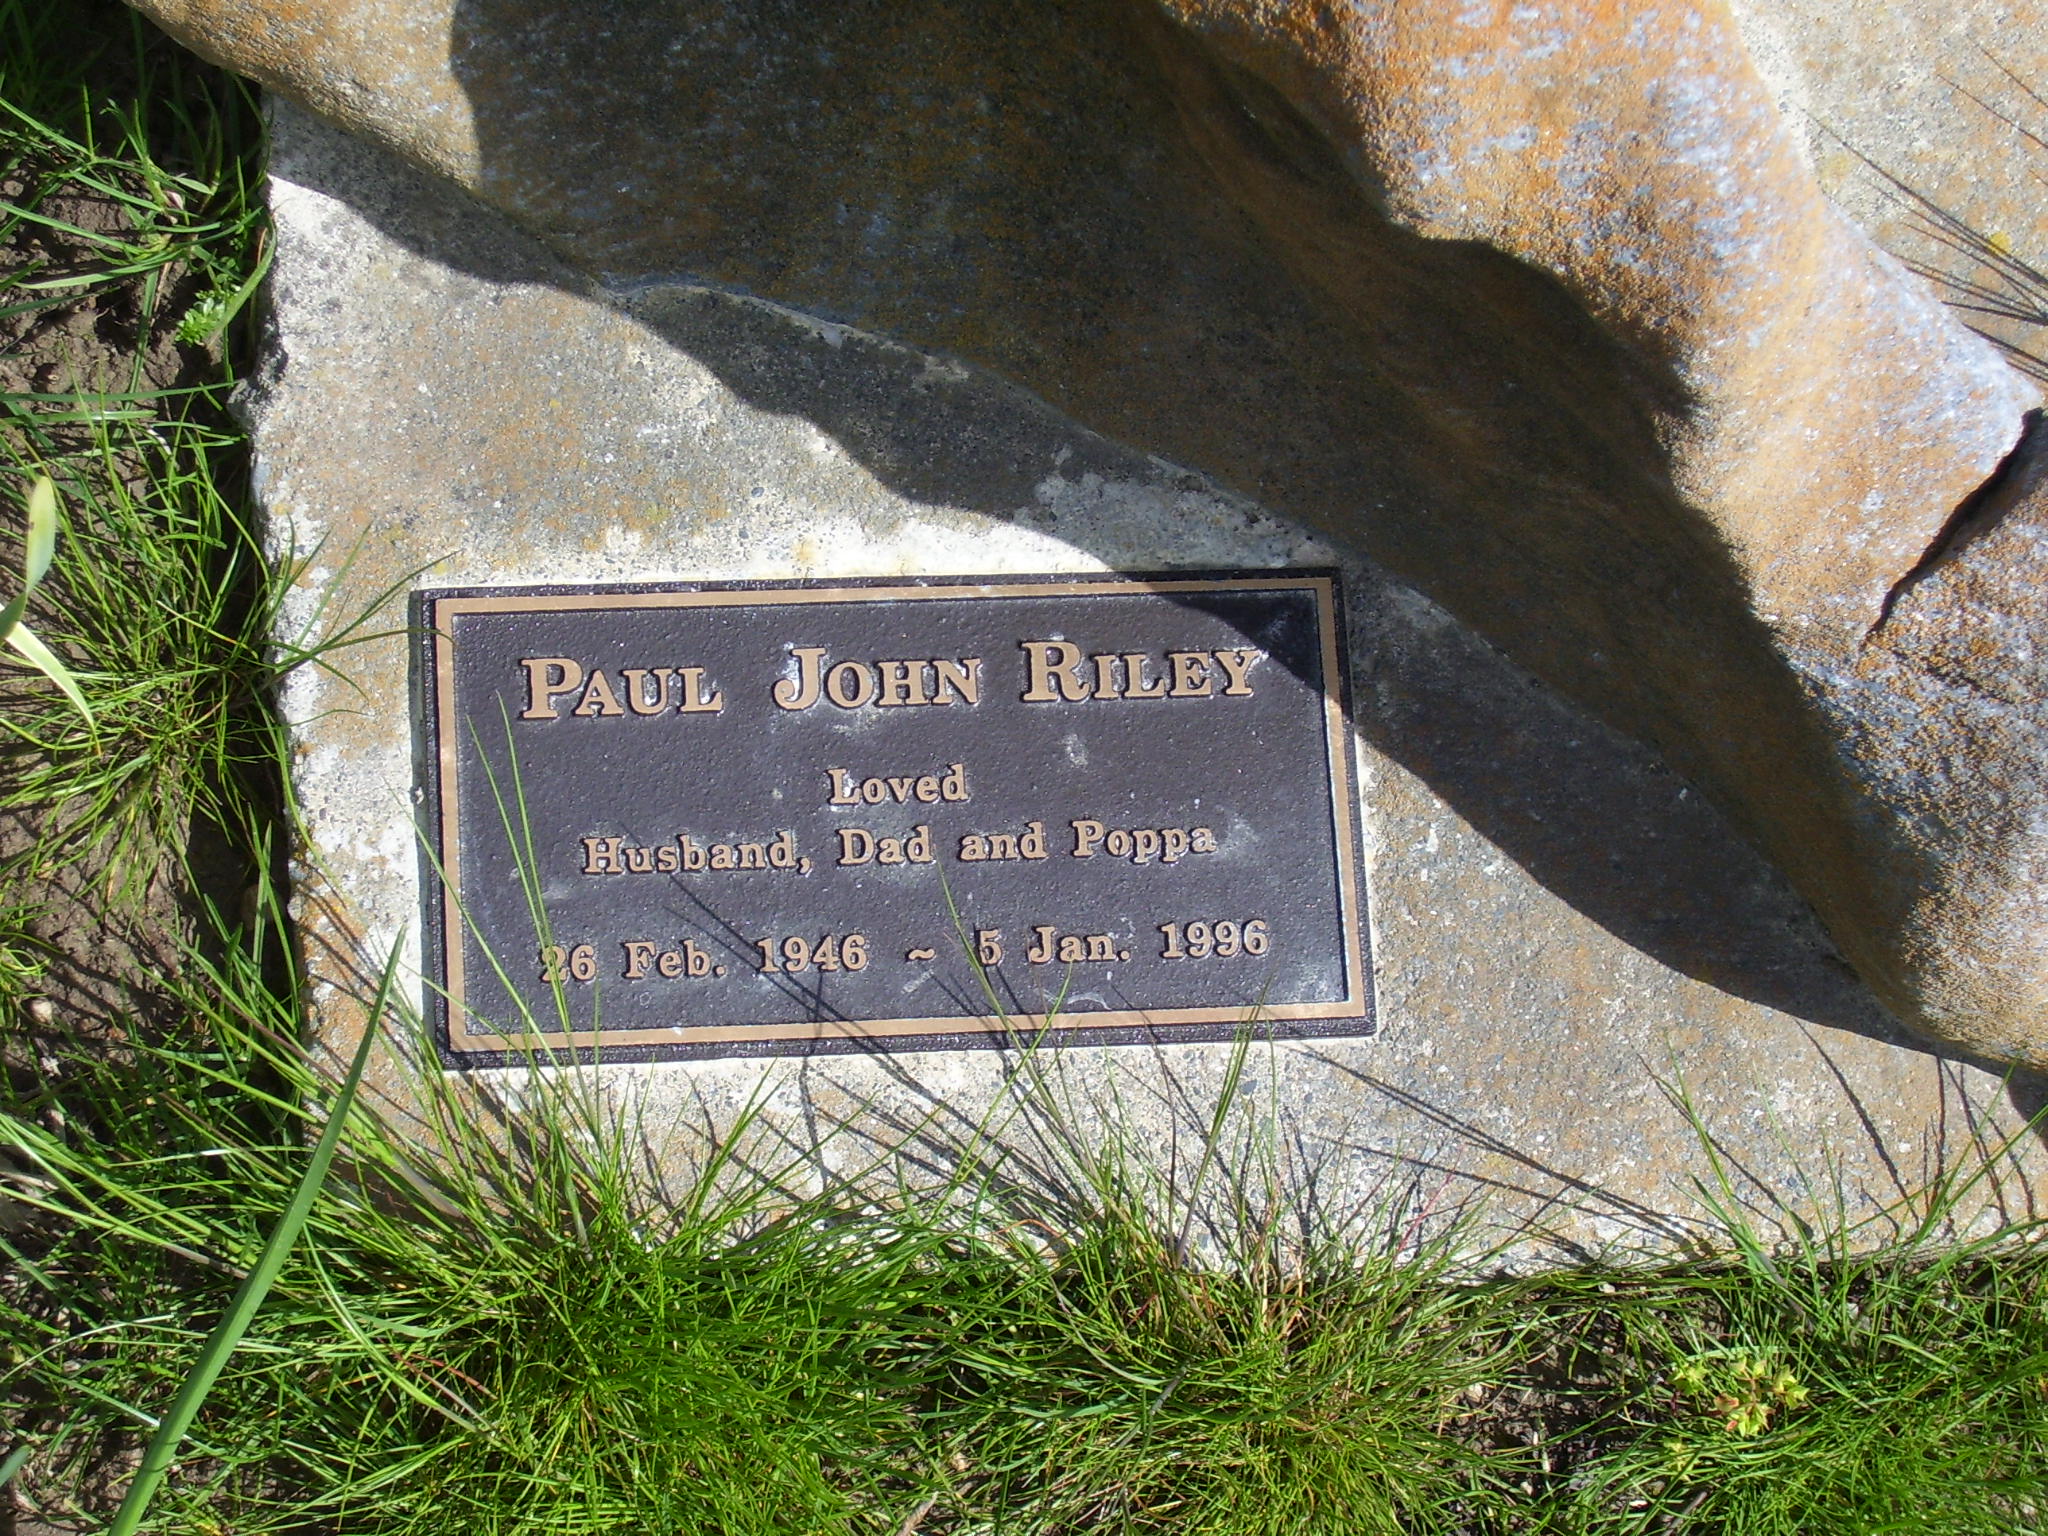 PAUL JOHN RILEY
Loved
Husband, Dad and Poppa
26 Feb. 1946 ~ 5 Jan. 1996